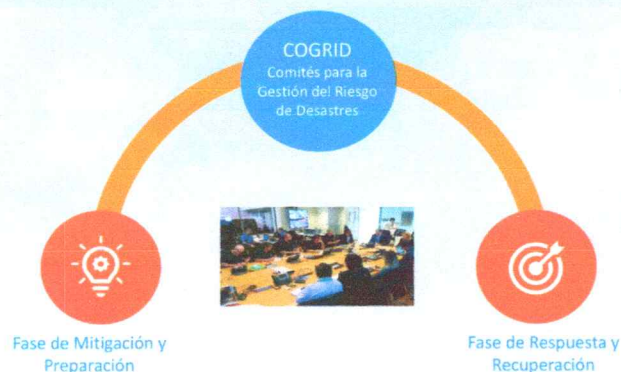 COGRID
Comités para la
Gestión del Riesgo
de Desastres
Fase de Mitigación y
Preparación
Fase de Respuesta y
Recuperación